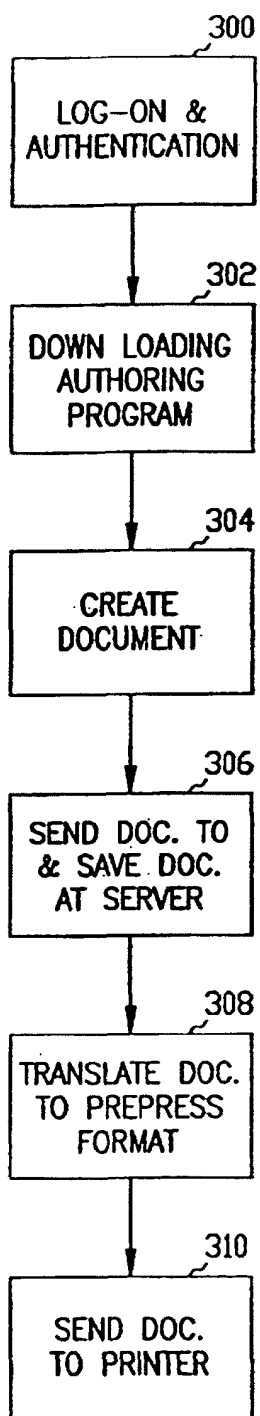 300
LOG-ON &
AUTHENTICATION
302
DOWN LOADING
AUTHORING
PROGRAM
304
CREATE
DOCUMENT
306
SEND DOC. TO
& SAVE DOC.
AT SERVER
308
TRANSLATE DOC.
TO PREPRESS
FORMAT
310
SEND DOC.
TO PRINTER